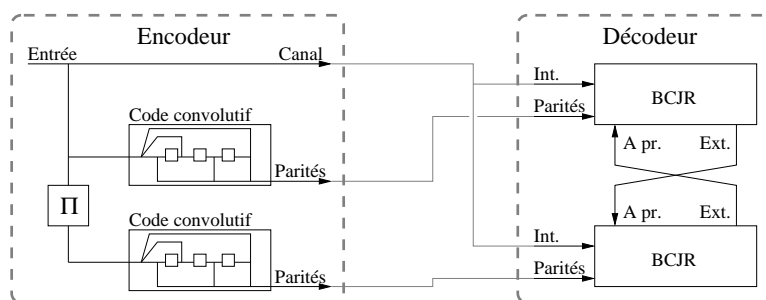 Encodeur
Décodeur
Entrée
Canal
Int.
BCJR
Code convolutif
Parités
A pr.
Ext.
Parités
Π
Code convolutif
A pr.
Ext.
Int.
BCJR
Parités
Parités